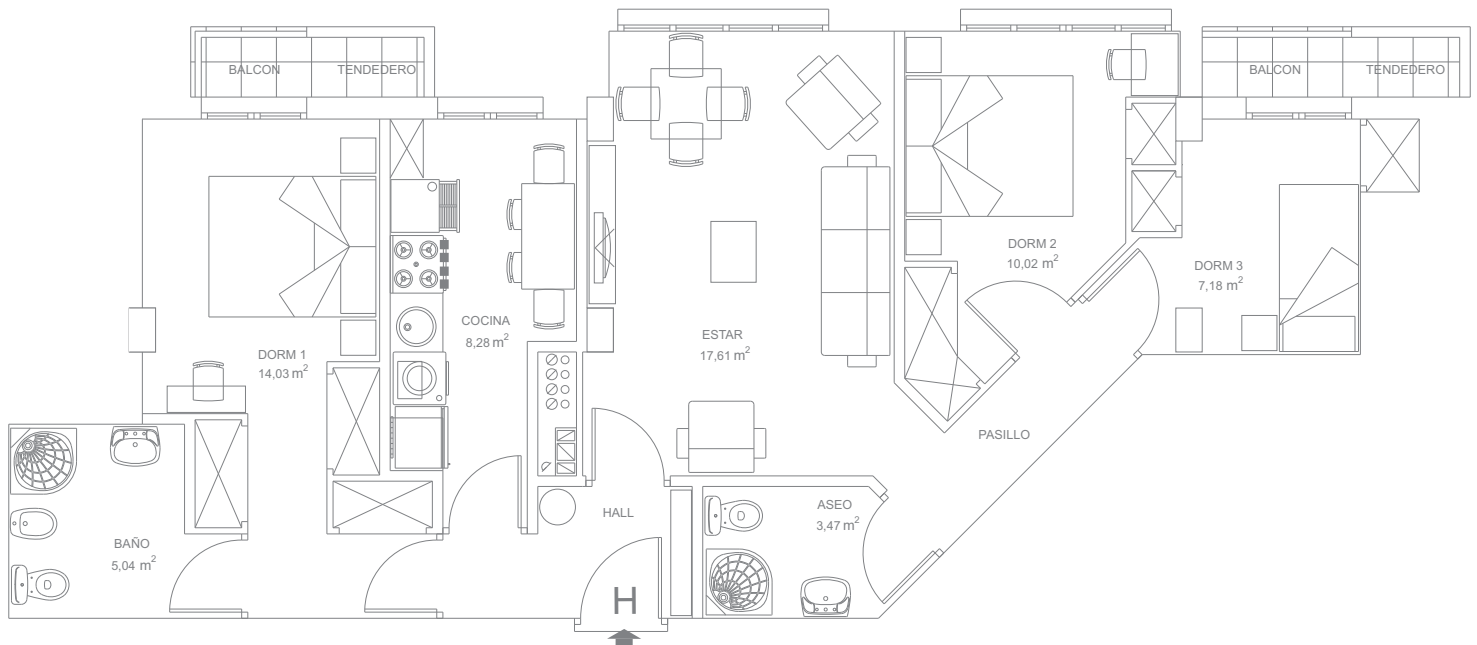 BALCON TENDEDERO
BALCON TENDEDERO
DORM 2
10,02 m²
DORM 3
7,18 m²
COCINA
8,28 m²
ESTAR
17,61 m²
DORM 1
14,03 m²
PASILLO
ASEO
3,47 m²
HALL
BAÑO
5,04 m²
H